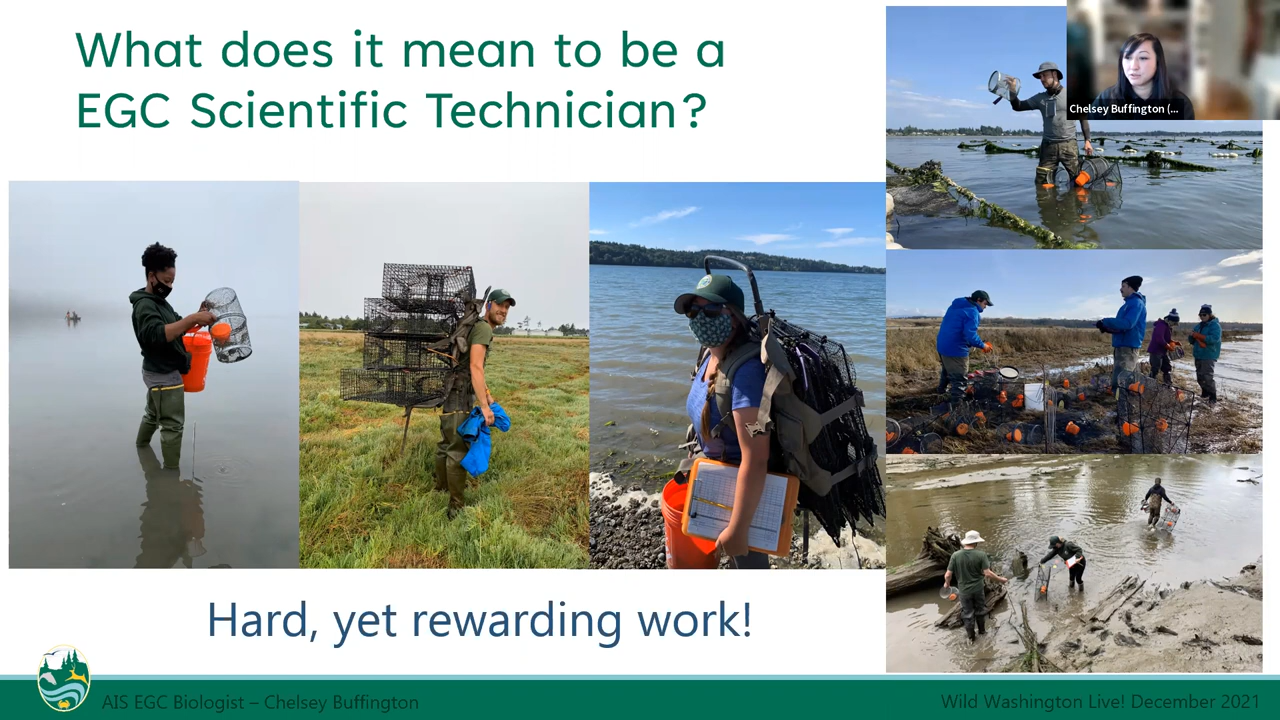 What does it mean to be a
EGC Scientific Technician?
Chelsey Buffington (...
Hard, yet rewarding work!
AIS EGC Biologist – Chelsey Buffington
Wild Washington Live! December 2021